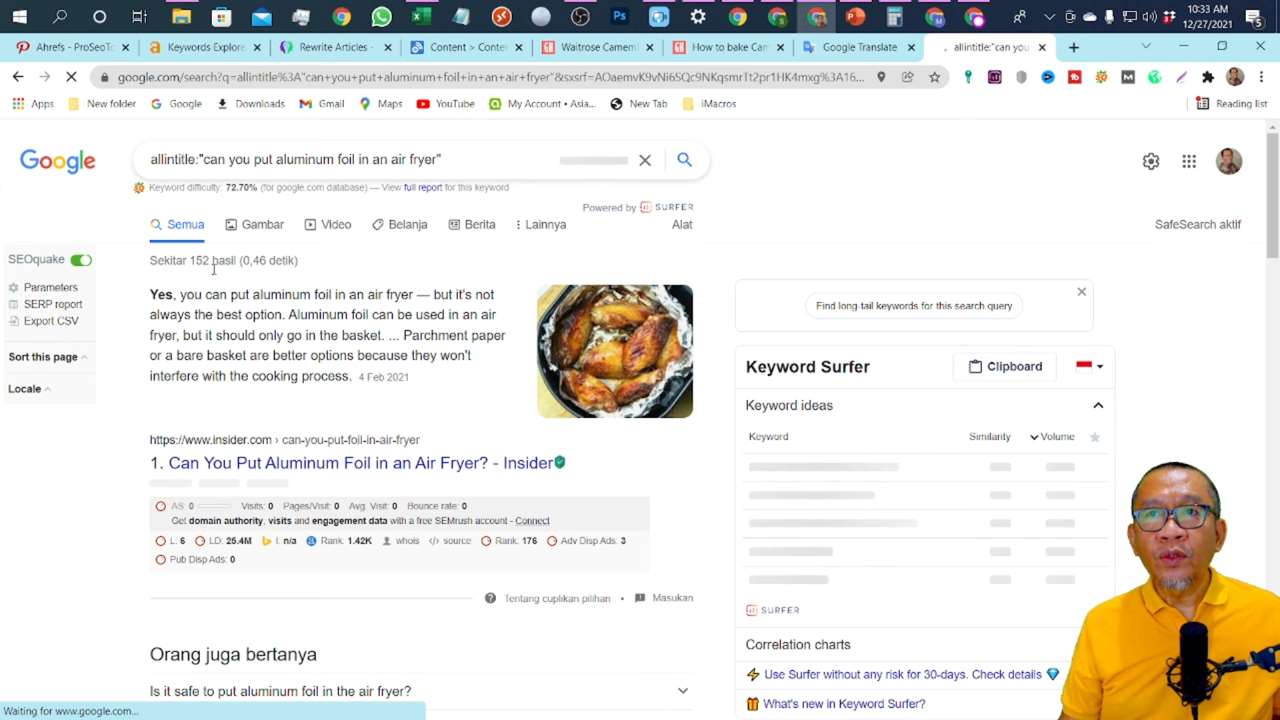 10:33 AM
12/27/2021
5
Ahrefs - ProSeoTo
Keywords Explore
Rewrite Articles -
Content > Conte
Waitrose Camem
How to bake Cam
Google Translate
allintitle:"can you
google.com/search?q=allintitle%3A"can+you+put+aluminum+foil+in+an+air+fryer"&sxsrf=AOaemvK9vNi6SQc9NKqsmrTt2pr1HK4mxg%3A16...
Apps
New folder
Google
Downloads
Gmail
Maps
YouTube
My Account • Asia...
New Tab
iMacros
Reading list
Google
allintitle:"can you put aluminum foil in an air fryer"
Keyword difficulty: 72.70% (for google.com database) — View full report for this keyword
Powered by SURFER
Semua
Gambar
Video
Belanja
Berita
Lainnya
Alat
SafeSearch aktif
SEOquake
Parameters
SERP report
Export CSV
Sort this page
Locale
Sekitar 152 hasil (0,46 detik)
Yes, you can put aluminum foil in an air fryer — but it's not
always the best option. Aluminum foil can be used in an air
fryer, but it should only go in the basket. ... Parchment paper
or a bare basket are better options because they won't
interfere with the cooking process. 4 Feb 2021
https://www.insider.com › can-you-put-foil-in-air-fryer
1. Can You Put Aluminum Foil in an Air Fryer? - Insider
AS: 0 Visits: 0 Pages/Visit: 0 Avg. Visit: 0 Bounce rate: 0
Get domain authority, visits and engagement data with a free SEMrush account - Connect
L: 6 LD: 25.4M I: n/a Rank: 1.42K whois source Rank: 176 Adv Disp Ads: 3
Pub Disp Ads: 0
Tentang cuplikan pilihan • Masukan
Orang juga bertanya
Is it safe to put aluminum foil in the air fryer?
Find long-tail keywords for this search query
Keyword Surfer
Clipboard
Keyword ideas
Keyword Similarity Volume
SURFER
Correlation charts
Use Surfer without any risk for 30-days. Check details
What's new in Keyword Surfer?
Waiting for www.google.com...